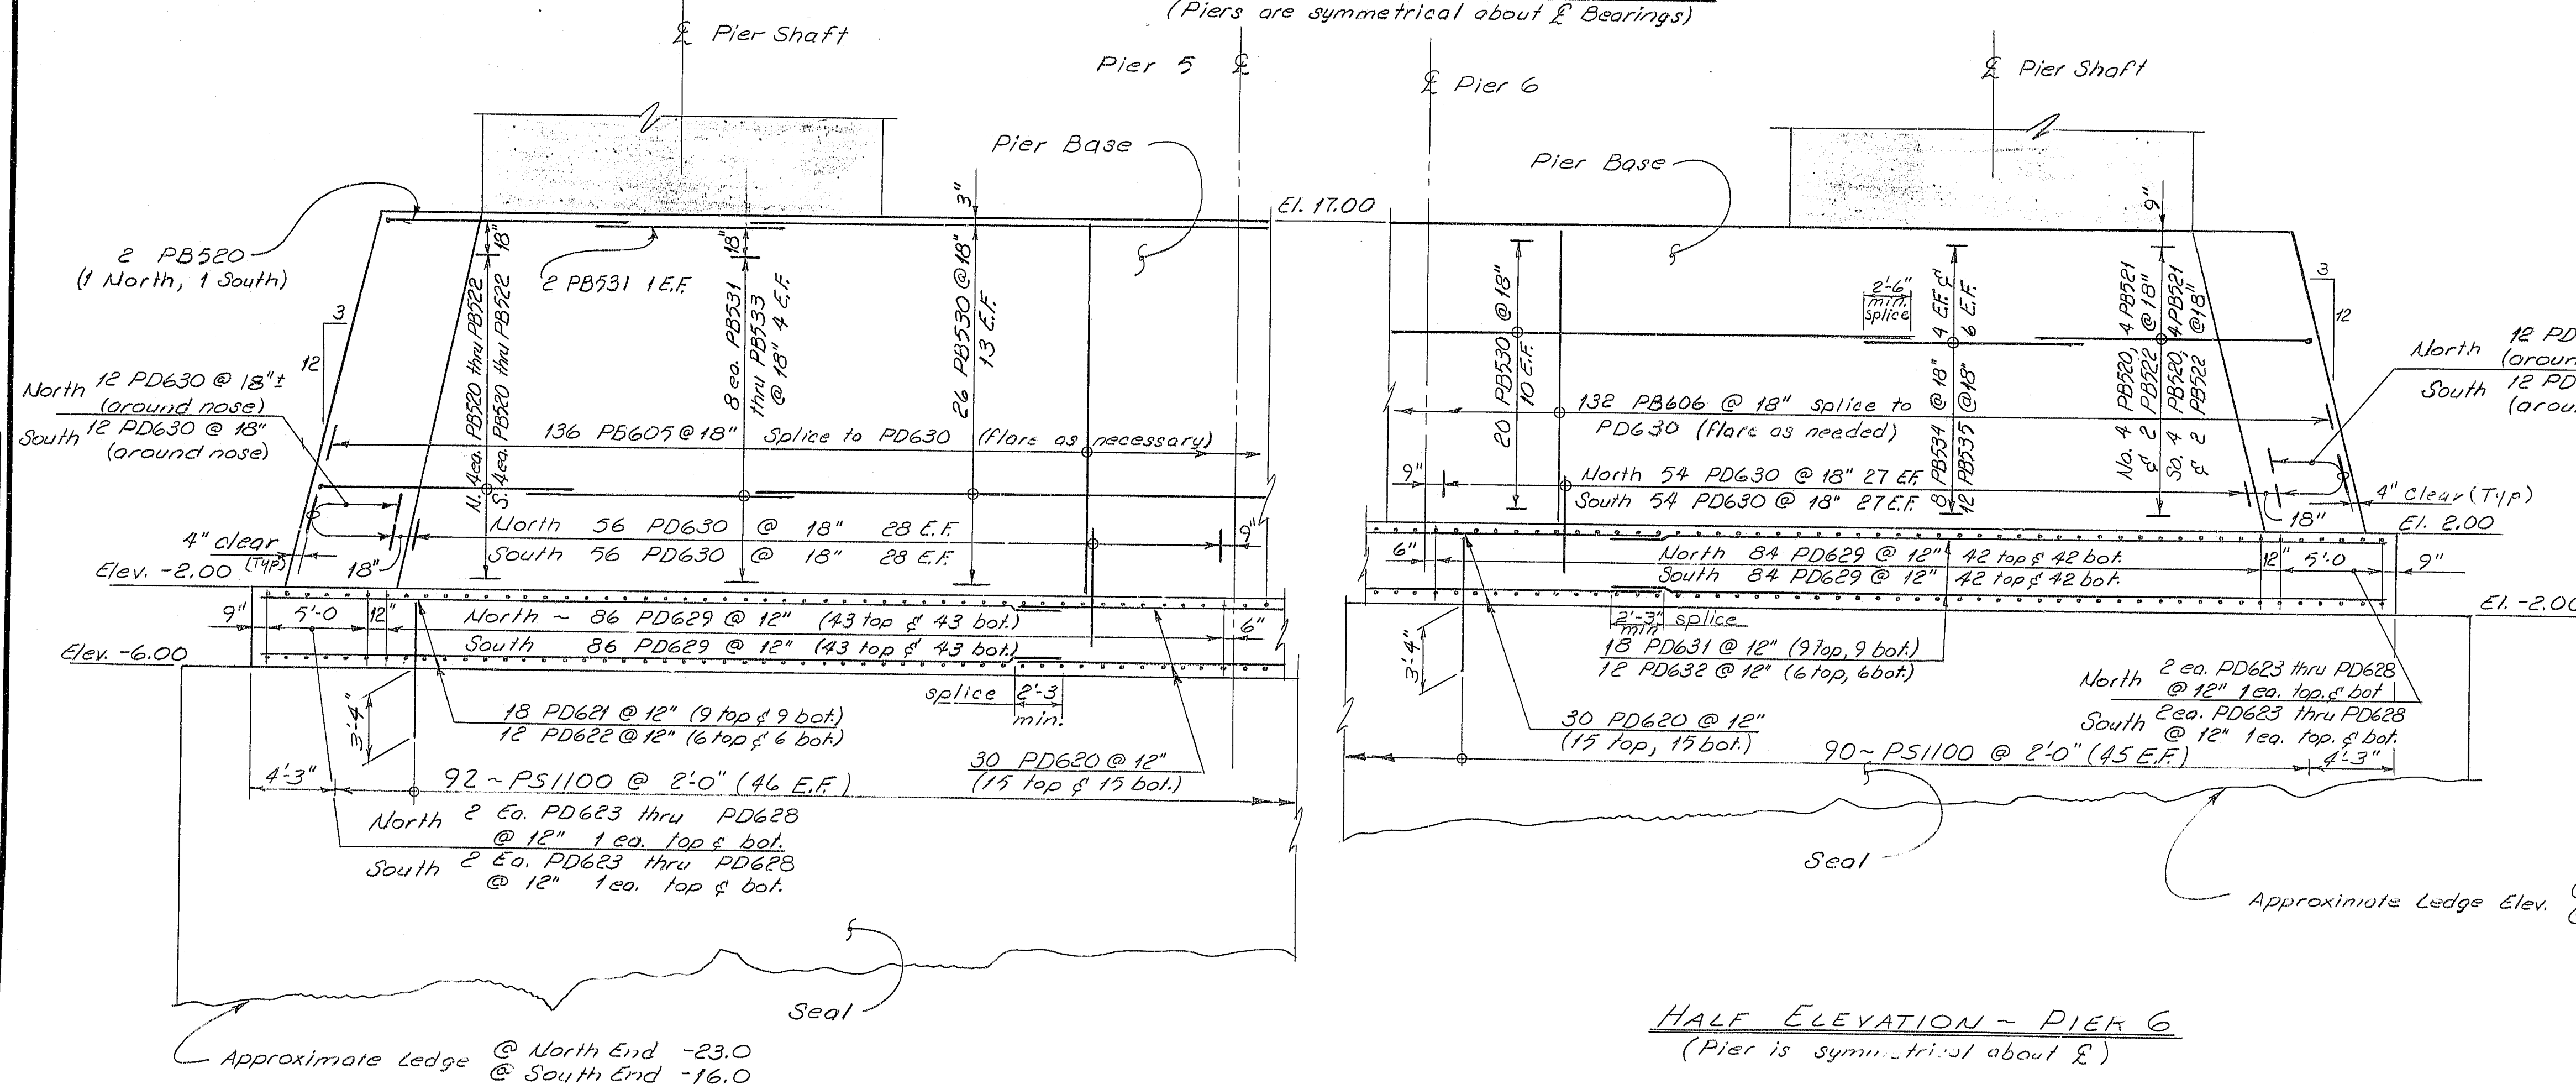 (Piers are symmetrical about ℄ Bearings)
℄ Pier Shaft
Pier 5 ℄
℄ Pier 6
℄ Pier Shaft
Pier Base
Pier Base
El. 17.00
2 PB520
(1 North, 1 South)
3
12
18"
N. 4ea. PB520 thru PB522
S. 4ea. PB520 thru PB522
2 PB531 1 E.F.
18"
8 ea. PB531
thru PB533
@ 18" 4 E.F.
3"
26 PB530 @ 18"
13 E.F.
North 12 PD630 @ 18"±
(around nose)
South 12 PD630 @ 18"
(around nose)
136 PB605 @ 18" Splice to PD630 (flare as necessary)
North 56 PD630 @ 18" 28 E.F.
South 56 PD630 @ 18" 28 E.F.
9"
4" clear
(Typ)
18"
Elev. -2.00
9"
5'-0
12"
North ~ 86 PD629 @ 12" (43 top & 43 bot.)
South 86 PD629 @ 12" (43 top & 43 bot.)
6"
Elev. -6.00
splice 2'-3
min.
3'-4"
18 PD621 @ 12" (9 top & 9 bot.)
12 PD622 @ 12" (6 top & 6 bot.)
30 PD620 @ 12"
(15 top & 15 bot.)
4'-3"
92 ~ PS1100 @ 2'-0" (46 E.F.)
North 2 Ea. PD623 thru PD628
@ 12" 1 ea. top & bot.
South 2 Ea. PD623 thru PD628
@ 12" 1 ea. top & bot.
Seal
Approximate Ledge @ North End -23.0
@ South End -16.0
20 PB530 @ 18"
10 E.F.
2'-6"
min.
splice
8 PB534 @ 18" 4 E.F. &
12 PB535 @ 18" 6 E.F.
9"
No. 4 PB520, 4 PB521
& 2 PB522 @ 18"
So. 4 PB520, 4 PB521
& 2 PB522 @ 18"
3
12
North 12 PD
South 12 PD
132 PB606 @ 18" splice to
PD630 (flare as needed)
9"
North 54 PD630 @ 18" 27 E.F.
South 54 PD630 @ 18" 27 E.F.
4" clear (Typ)
18"
El. 2.00
6"
North 84 PD629 @ 12" 42 top & 42 bot.
South 84 PD629 @ 12" 42 top & 42 bot.
12"
5'-0
9"
2'-3" splice
min
El. -2.00
3'-4"
18 PD631 @ 12" (9 top, 9 bot.)
12 PD632 @ 12" (6 top, 6 bot.)
30 PD620 @ 12"
(15 top, 15 bot.)
North 2 ea. PD623 thru PD628
@ 12" 1 ea. top & bot
South 2 ea. PD623 thru PD628
@ 12" 1 ea. top & bot.
90 ~ PS1100 @ 2'-0" (45 E.F.)
4'-3"
Seal
Approximate Ledge Elev.
HALF ELEVATION ~ PIER 6
(Pier is symmetrical about ℄)